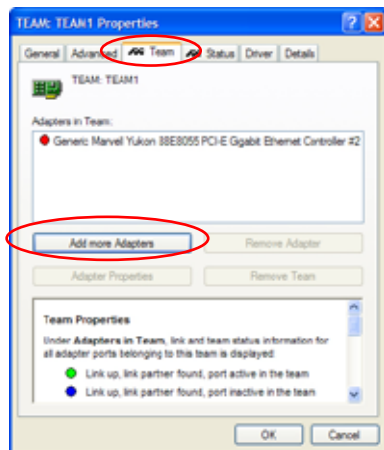 TEAM: TEAM1 Properties
General Advanced Team Status Driver Details
TEAM: TEAM1
Adapters in Team:
Generic Marvel Yukon 88E8055 PCI-E Gigabit Ethernet Controller #2
Add more Adapters Remove Adapter
Adapter Properties Remove Team
Team Properties
Under Adapters in Team, link and team status information for
all adapter ports belonging to this team is displayed
Link up, link partner found, port active in the team
Link up, link partner found, port inactive in the team
OK Cancel